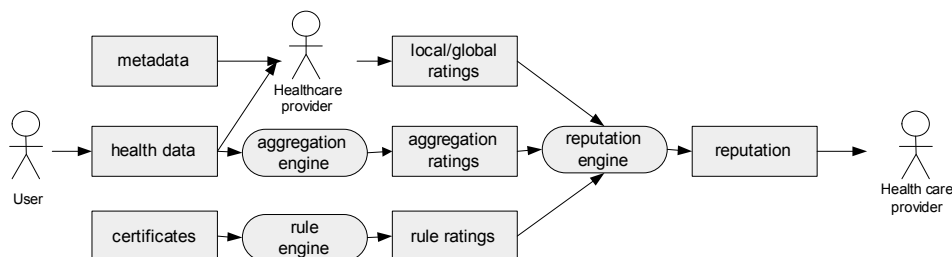 metadata
Healthcare
provider
local/global
ratings
User
health data
aggregation
engine
aggregation
ratings
reputation
engine
reputation
Health care
provider
certificates
rule
engine
rule ratings